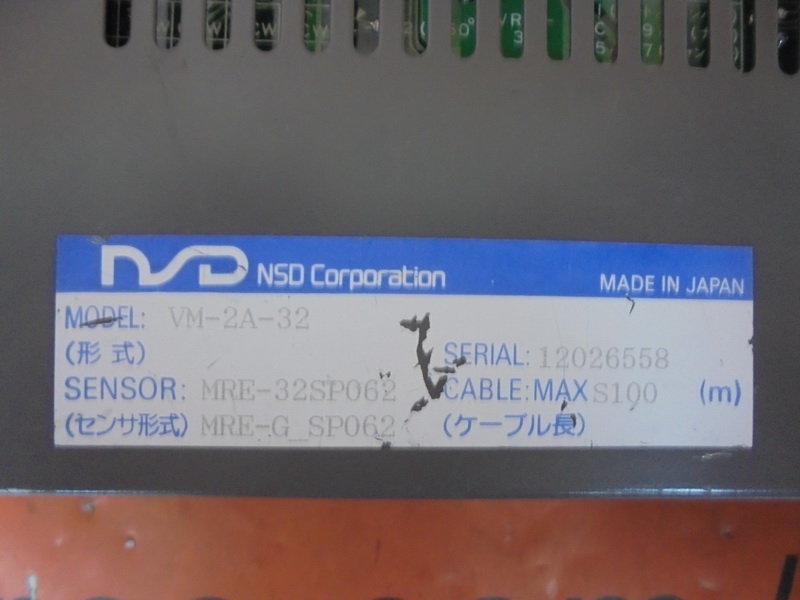 NSD NSD Corporation MADE IN JAPAN
MODEL: VM-2A-32
(形式) SERIAL: 12026558
SENSOR: MRE-32SP062 CABLE:MAX S100 (m)
(センサ形式) MRE-G_SP062 (ケーブル長)